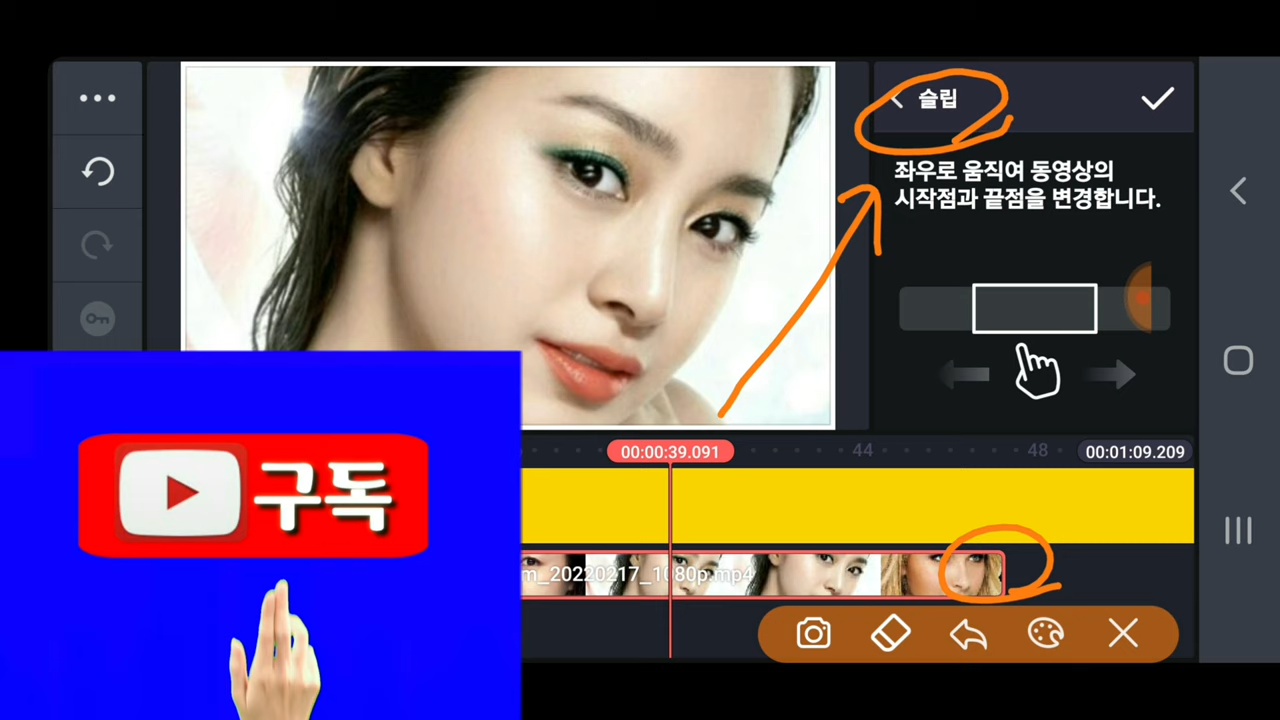 슬립
좌우로 움직여 동영상의
시작점과 끝점을 변경합니다.
00:00:39.091
44
48
00:01:09.209
구독
m_20220217_1080p.mp4